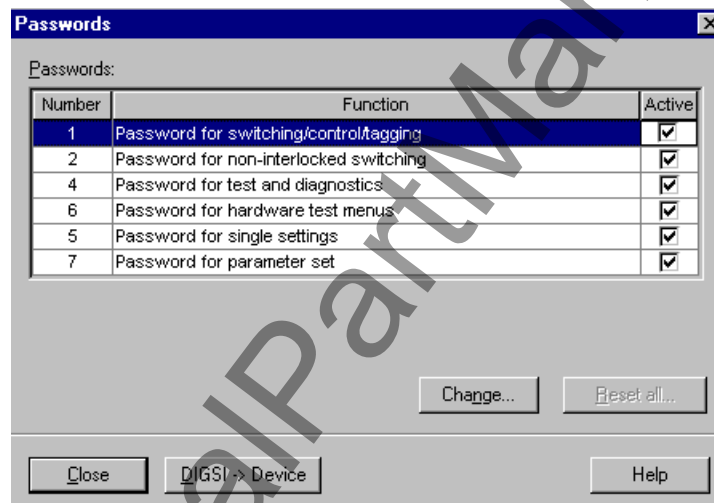 Passwords
Passwords:
Number Function Active
1 Password for switching/control/tagging
2 Password for non-interlocked switching
4 Password for test and diagnostics
6 Password for hardware test menus
5 Password for single settings
7 Password for parameter set
Change... Reset all...
Close DIGSI -> Device Help